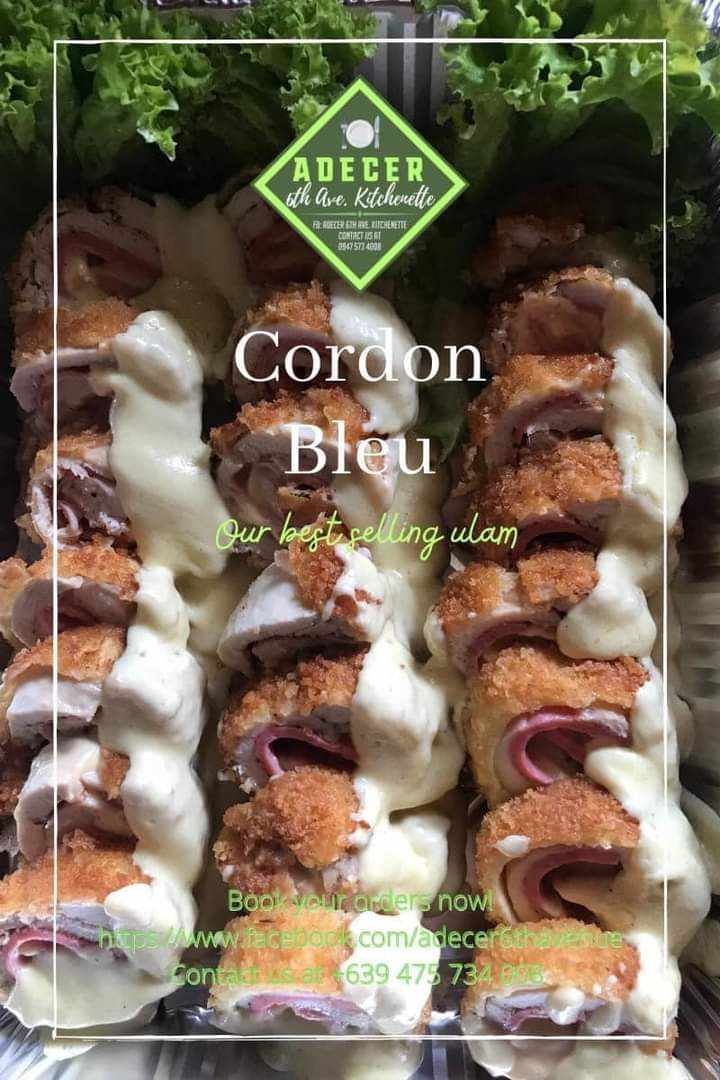 ADECER
6th Ave. Kitchenette
FB: ADECER 6TH AVE. KITCHENETTE
CONTACT US AT
0947 573 4008
Cordon
Bleu
Our best selling ulam
Book your orders now!
https://www.facebook.com/adecer6thavenue
Contact us at +639 475 734